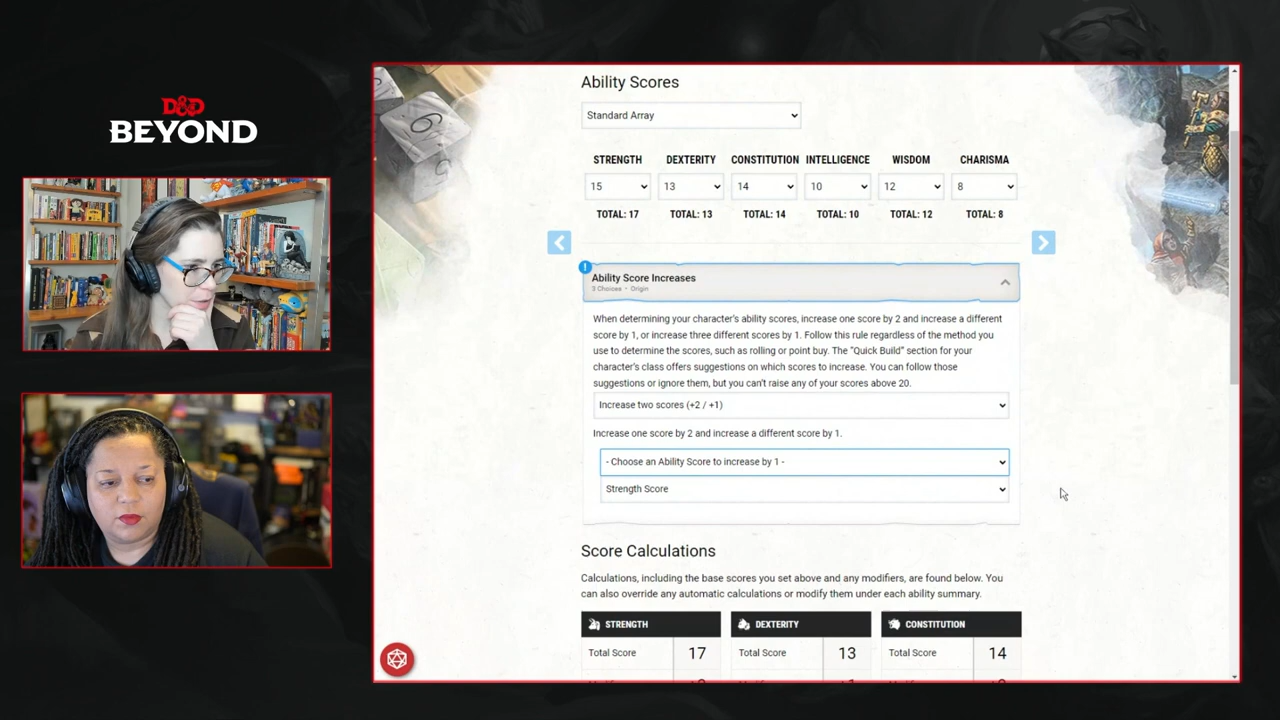 D&D
BEYOND
Ability Scores
Standard Array
STRENGTH DEXTERITY CONSTITUTION INTELLIGENCE WISDOM CHARISMA
15 13 14 10 12 8
TOTAL: 17 TOTAL: 13 TOTAL: 14 TOTAL: 10 TOTAL: 12 TOTAL: 8
!
Ability Score Increases
3 Choices • Origin
When determining your character's ability scores, increase one score by 2 and increase a different
score by 1, or increase three different scores by 1. Follow this rule regardless of the method you
use to determine the scores, such as rolling or point buy. The "Quick Build" section for your
character's class offers suggestions on which scores to increase. You can follow those
suggestions or ignore them, but you can't raise any of your scores above 20.
Increase two scores (+2 / +1)
Increase one score by 2 and increase a different score by 1.
- Choose an Ability Score to increase by 1 -
Strength Score
Score Calculations
Calculations, including the base scores you set above and any modifiers, are found below. You
can also override any automatic calculations or modify them under each ability summary.
STRENGTH DEXTERITY CONSTITUTION
Total Score 17 Total Score 13 Total Score 14